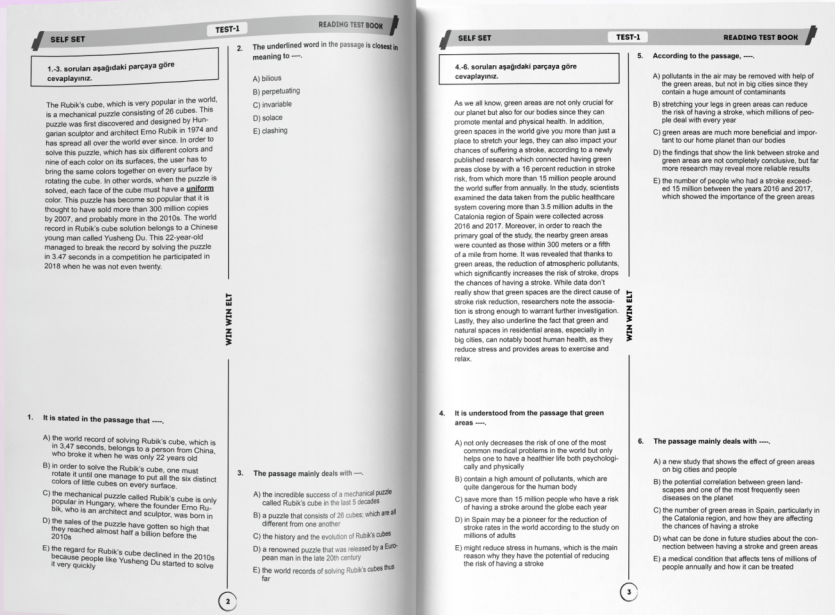 SELF SET
TEST-1
READING TEST BOOK
1.-3. soruları aşağıdaki parçaya göre
cevaplayınız.
The Rubik's cube, which is very popular in the world,
is a mechanical puzzle consisting of 26 cubes. This
puzzle was first discovered and designed by Hun-
garian sculptor and architect Erno Rubik in 1974 and
has spread all over the world ever since. In order to
solve this puzzle, which has six different colors and
nine of each color on its surfaces, the user has to
bring the same colors together on every surface by
rotating the cube. In other words, when the puzzle is
solved, each face of the cube must have a uniform
color. This puzzle has become so popular that it is
thought to have sold more than 300 million copies
by 2007, and probably more in the 2010s. The world
record in Rubik's cube solution belongs to a Chinese
young man called Yusheng Du. This 22-year-old
managed to break the record by solving the puzzle
in 3.47 seconds in a competition he participated in
2018 when he was not even twenty.
1. It is stated in the passage that ----.
A) the world record of solving Rubik's cube, which is
in 3,47 seconds, belongs to a person from China,
who broke it when he was only 22 years old
B) in order to solve the Rubik's cube, one must
rotate it until one manage to put all the six distinct
colors of little cubes on every surface.
C) the mechanical puzzle called Rubik's cube is only
popular in Hungary, where the founder Erno Ru-
bik, who is an architect and sculptor, was born in
D) the sales of the puzzle have gotten so high that
they reached almost half a billion before the
2010s
E) the regard for Rubik's cube declined in the 2010s
because people like Yusheng Du started to solve
it very quickly
WIN WIN ELT
2. The underlined word in the passage is closest in
meaning to ----.
A) bilious
B) perpetuating
C) invariable
D) solace
E) clashing
3. The passage mainly deals with ----.
A) the incredible success of a mechanical puzzle
called Rubik's Cube in the last 5 decades
B) a puzzle that consists of 26 cubes; which are all
different from one another
C) the history and the evolution of Rubik's cubes
D) a renowned puzzle that was released by a Euro-
pean man in the late 20th century
E) the world records of solving Rubik's cubes thus
far
2
SELF SET
TEST-1
READING TEST BOOK
4.-6. soruları aşağıdaki parçaya göre
cevaplayınız.
As we all know, green areas are not only crucial for
our planet but also for our bodies since they can
promote mental and physical health. In addition,
green spaces in the world give you more than just a
place to stretch your legs, they can also impact your
chances of suffering a stroke, according to a newly
published research which connected having green
areas close by with a 16 percent reduction in stroke
risk, from which more than 15 million people around
the world suffer from annually. In the study, scientists
examined the data taken from the public healthcare
system covering more than 3.5 million adults in the
Catalonia region of Spain were collected across
2016 and 2017. Moreover, in order to reach the
primary goal of the study, the nearby green areas
were counted as those within 300 meters or a fifth
of a mile from home. It was revealed that thanks to
green areas, the reduction of atmospheric pollutants,
which significantly increases the risk of stroke, drops
the chances of having a stroke. While data don't
really show that green spaces are the direct cause of
stroke risk reduction, researchers note the associa-
tion is strong enough to warrant further investigation.
Lastly, they also underline the fact that green and
natural spaces in residential areas, especially in
big cities, can notably boost human health, as they
reduce stress and provides areas to exercise and
relax.
4. It is understood from the passage that green
areas ----.
A) not only decreases the risk of one of the most
common medical problems in the world but only
helps one to have a healthier life both psychologi-
cally and physically
B) contain a high amount of pollutants, which are
quite dangerous for the human body
C) save more than 15 million people who have a risk
of having a stroke around the globe each year
D) in Spain may be a pioneer for the reduction of
stroke rates in the world according to the study on
millions of adults
E) might reduce stress in humans, which is the main
reason why they have the potential of reducing
the risk of having a stroke
WIN WIN ELT
5. According to the passage, ----.
A) pollutants in the air may be removed with help of
the green areas, but not in big cities since they
contain a huge amount of contaminants
B) stretching your legs in green areas can reduce
the risk of having a stroke, which millions of peo-
ple deal with every year
C) green areas are much more beneficial and impor-
tant to our home planet than our bodies
D) the findings that show the link between stroke and
green areas are not completely conclusive, but far
more research may reveal more reliable results
E) the number of people who had a stroke exceed-
ed 15 million between the years 2016 and 2017,
which showed the importance of the green areas
6. The passage mainly deals with ----.
A) a new study that shows the effect of green areas
on big cities and people
B) the potential correlation between green land-
scapes and one of the most frequently seen
diseases on the planet
C) the number of green areas in Spain, particularly in
the Catalonia region, and how they are affecting
the chances of having a stroke
D) what can be done in future studies about the con-
nection between having a stroke and green areas
E) a medical condition that affects tens of millions of
people annually and how it can be treated
3